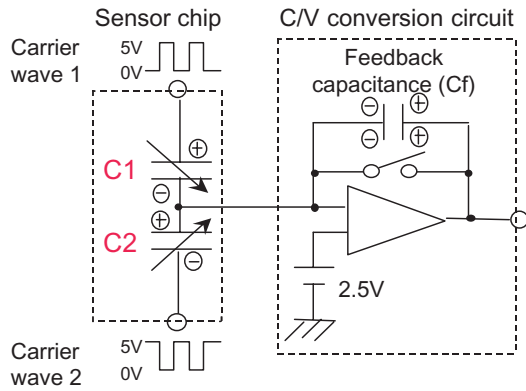 Sensor chip
C/V conversion circuit
Carrier
wave 1
5V
0V
Feedback
capacitance (Cf)
⊖ ⊕
⊖ ⊕
⊕
C1
⊖
⊕
C2
⊖
2.5V
Carrier
wave 2
5V
0V